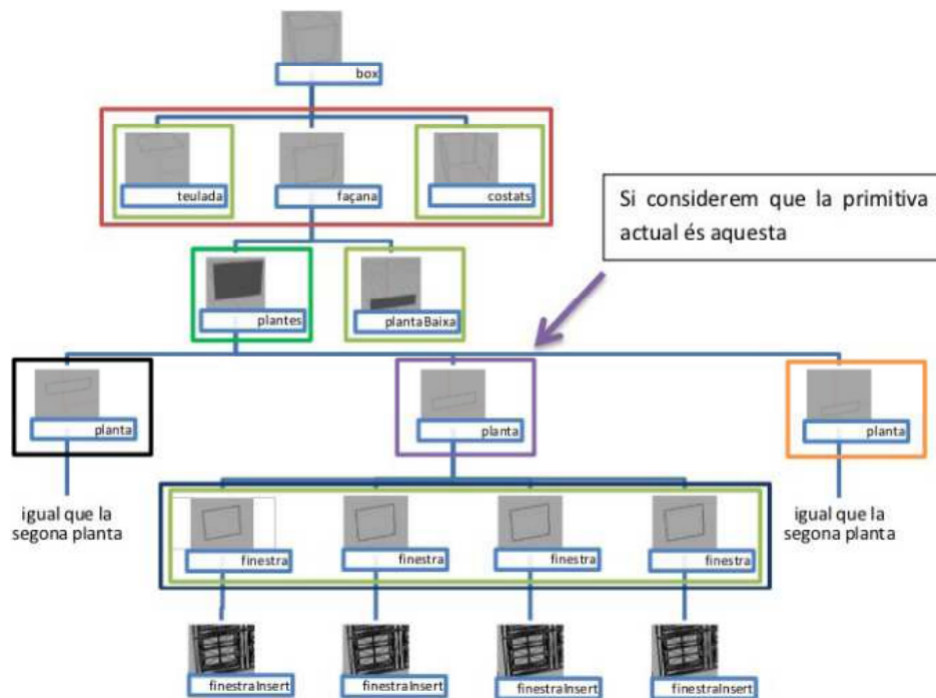 box
teulada
façana
costats
Si considerem que la primitiva
actual és aquesta
plantes
plantaBaixa
planta
planta
planta
igual que la
segona planta
igual que la
segona planta
finestra
finestra
finestra
finestra
finestraInsert
finestraInsert
finestraInsert
finestraInsert